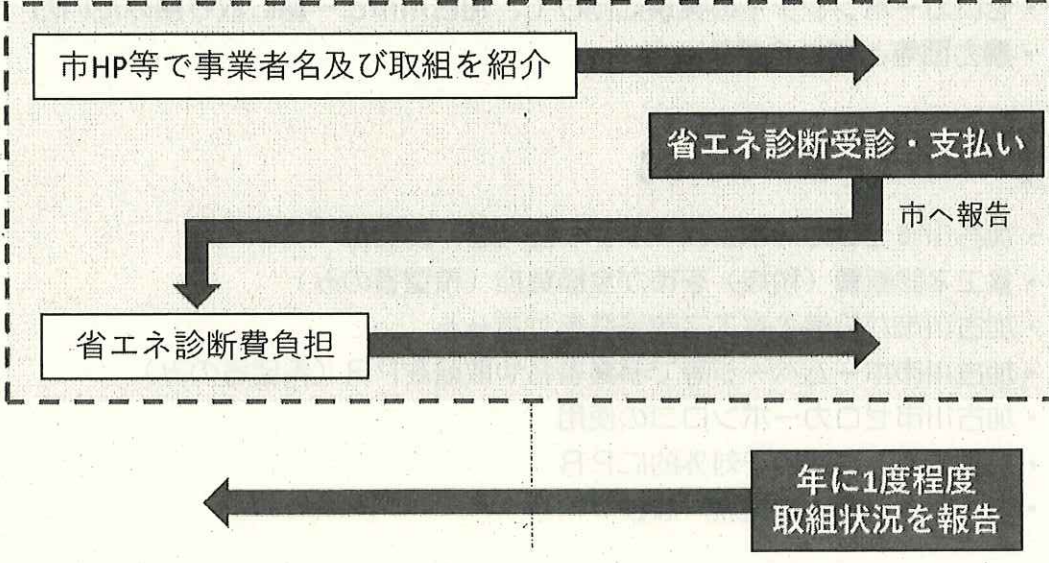 市HP等で事業者名及び取組を紹介
省エネ診断受診・支払い
市へ報告
省エネ診断費負担
年に1度程度
取組状況を報告